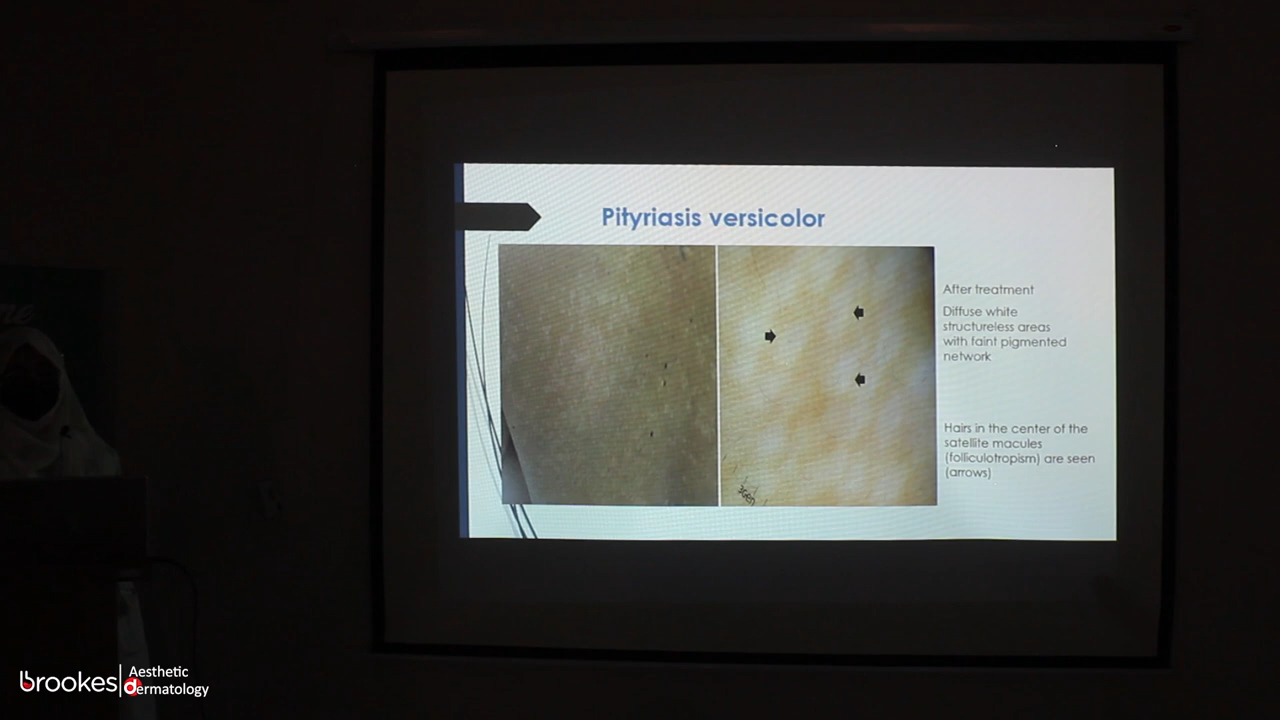 Pityriasis versicolor
After treatment
Diffuse white
structureless areas
with faint pigmented
network
Hairs in the center of the
satellite macules
(folliculotropism) are seen
(arrows)
3Gen
brookes
Aesthetic
dermatology